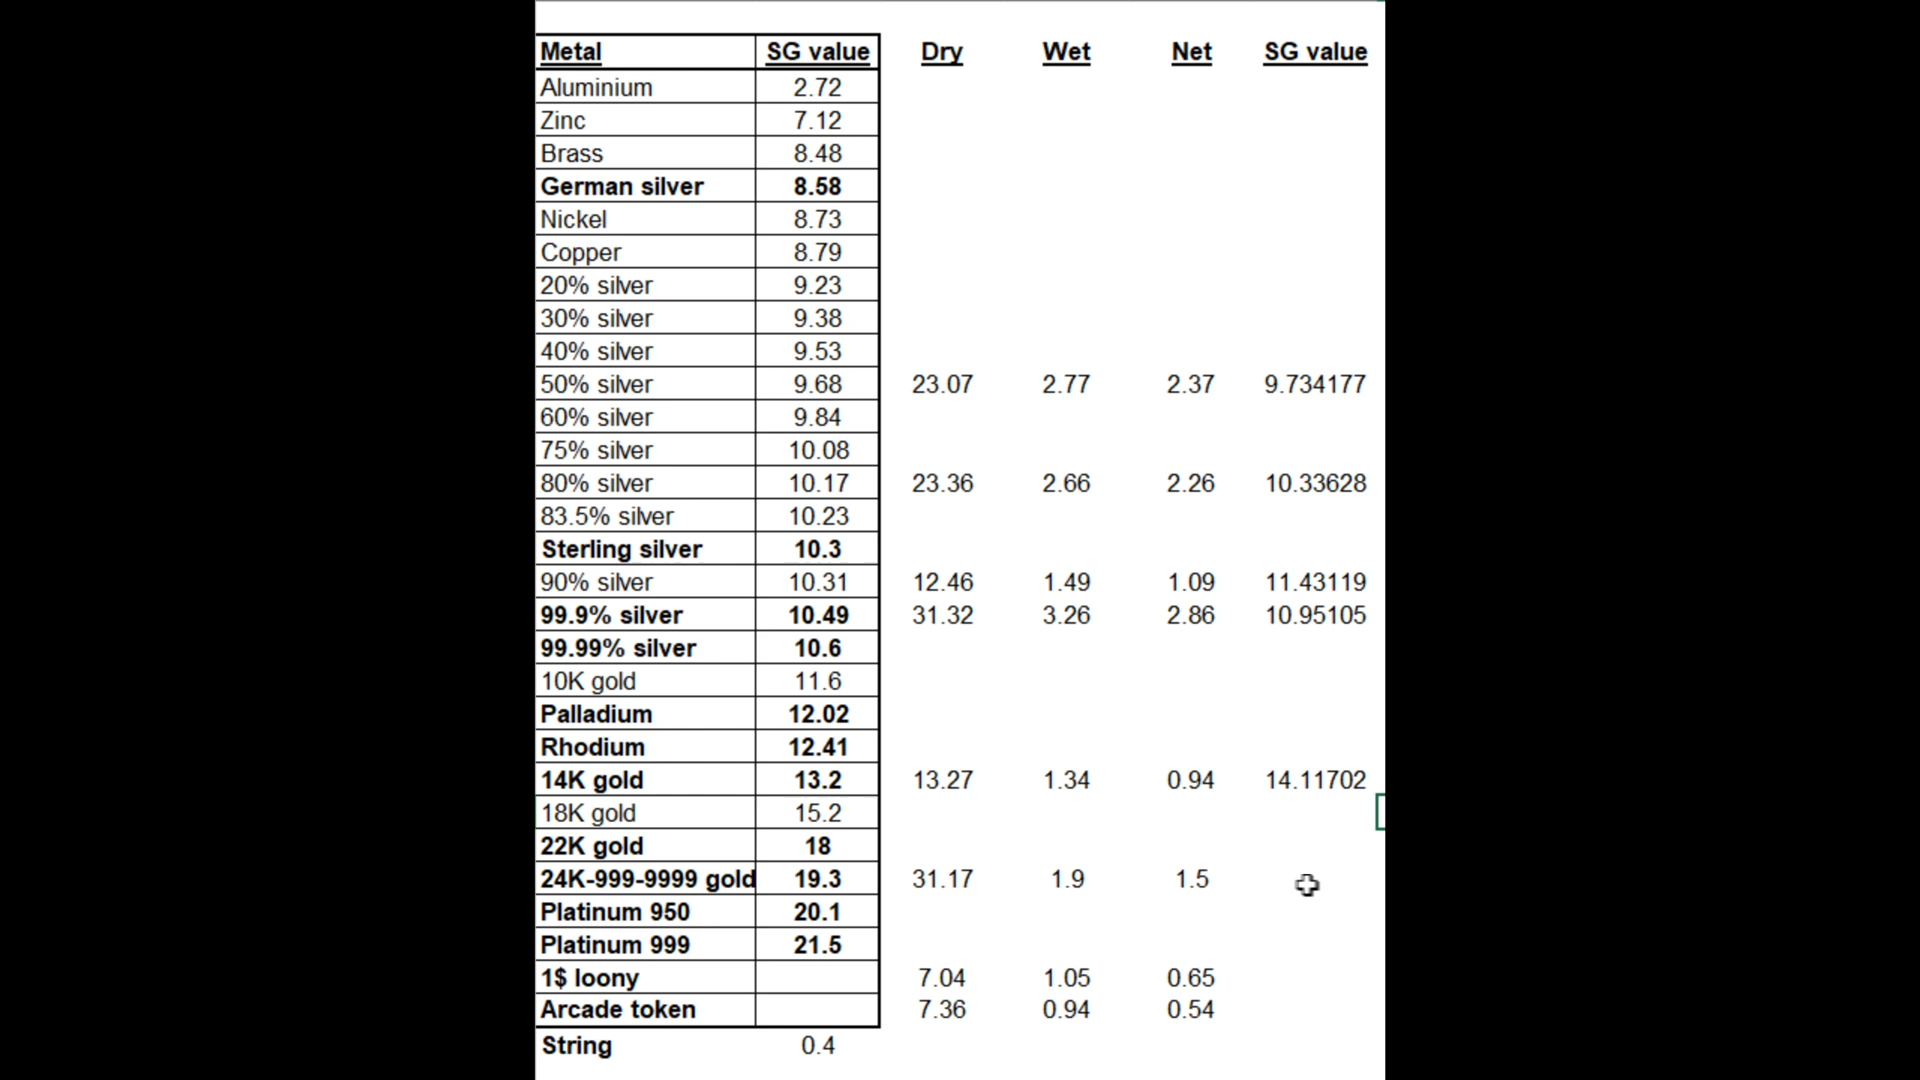 Metal SG value Dry Wet Net SG value
Aluminium 2.72
Zinc 7.12
Brass 8.48
German silver 8.58
Nickel 8.73
Copper 8.79
20% silver 9.23
30% silver 9.38
40% silver 9.53
50% silver 9.68 23.07 2.77 2.37 9.734177
60% silver 9.84
75% silver 10.08
80% silver 10.17 23.36 2.66 2.26 10.33628
83.5% silver 10.23
Sterling silver 10.3
90% silver 10.31 12.46 1.49 1.09 11.43119
99.9% silver 10.49 31.32 3.26 2.86 10.95105
99.99% silver 10.6
10K gold 11.6
Palladium 12.02
Rhodium 12.41
14K gold 13.2 13.27 1.34 0.94 14.11702
18K gold 15.2
22K gold 18
24K-999-9999 gold 19.3 31.17 1.9 1.5
Platinum 950 20.1
Platinum 999 21.5
1$ loony 7.04 1.05 0.65
Arcade token 7.36 0.94 0.54
String 0.4